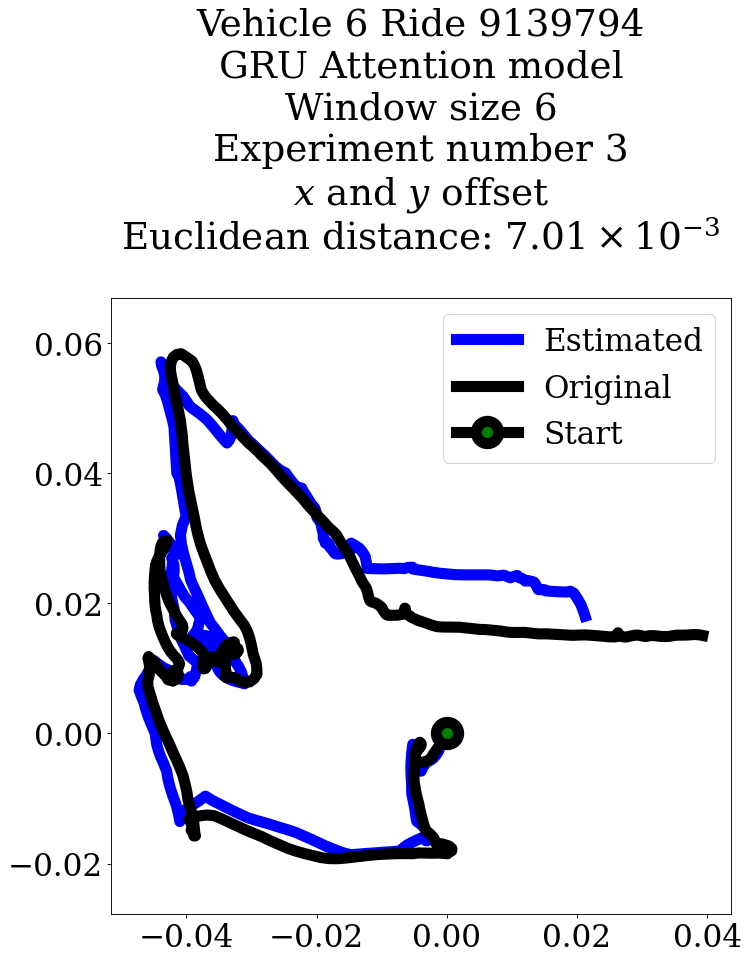 Vehicle 6 Ride 9139794
GRU Attention model
Window size 6
Experiment number 3
x and y offset
Euclidean distance: 7.01 × 10⁻³
Estimated
Original
Start
0.06
0.04
0.02
0.00
−0.02
−0.04 −0.02 0.00 0.02 0.04